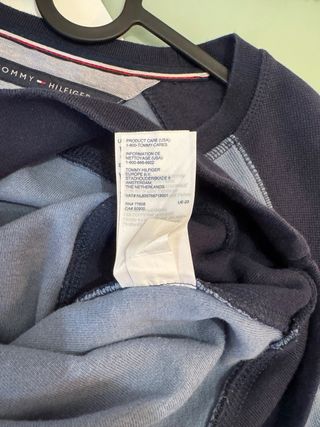 TOMMY HILFIGER
PRODUCT CARE (USA)
1-800-TOMMY CARES
INFORMATION DE
NETTOYAGE (USA)
1-800-866-6922
TOMMY HILFIGER
EUROPE B.V.
STADHOUDERSKADE 6
AMSTERDAM
THE NETHERLANDS
RN# 77806
CA# 50900